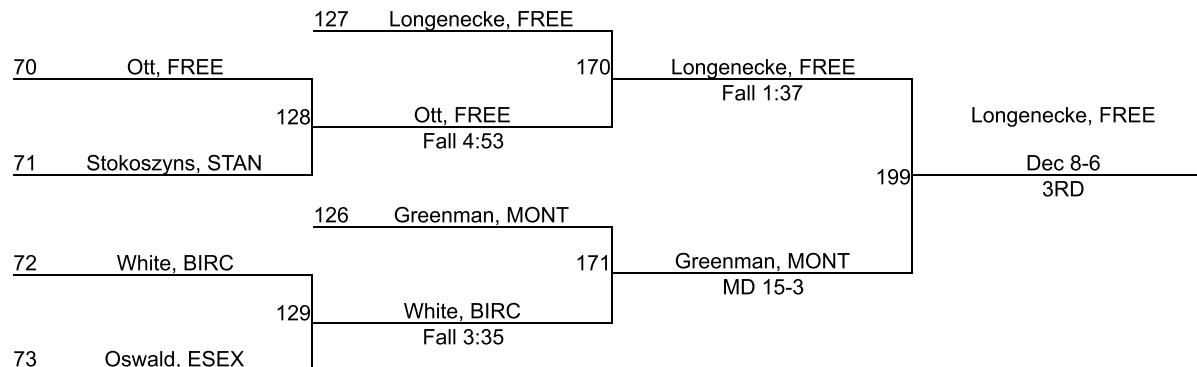 127 Longenecke, FREE
70 Ott, FREE
170 Longenecke, FREE
Fall 1:37
128 Ott, FREE
Fall 4:53
Longenecke, FREE
71 Stokoszyns, STAN
199 Dec 8-6
3RD
126 Greenman, MONT
72 White, BIRC
171 Greenman, MONT
MD 15-3
129 White, BIRC
Fall 3:35
73 Oswald, ESEX